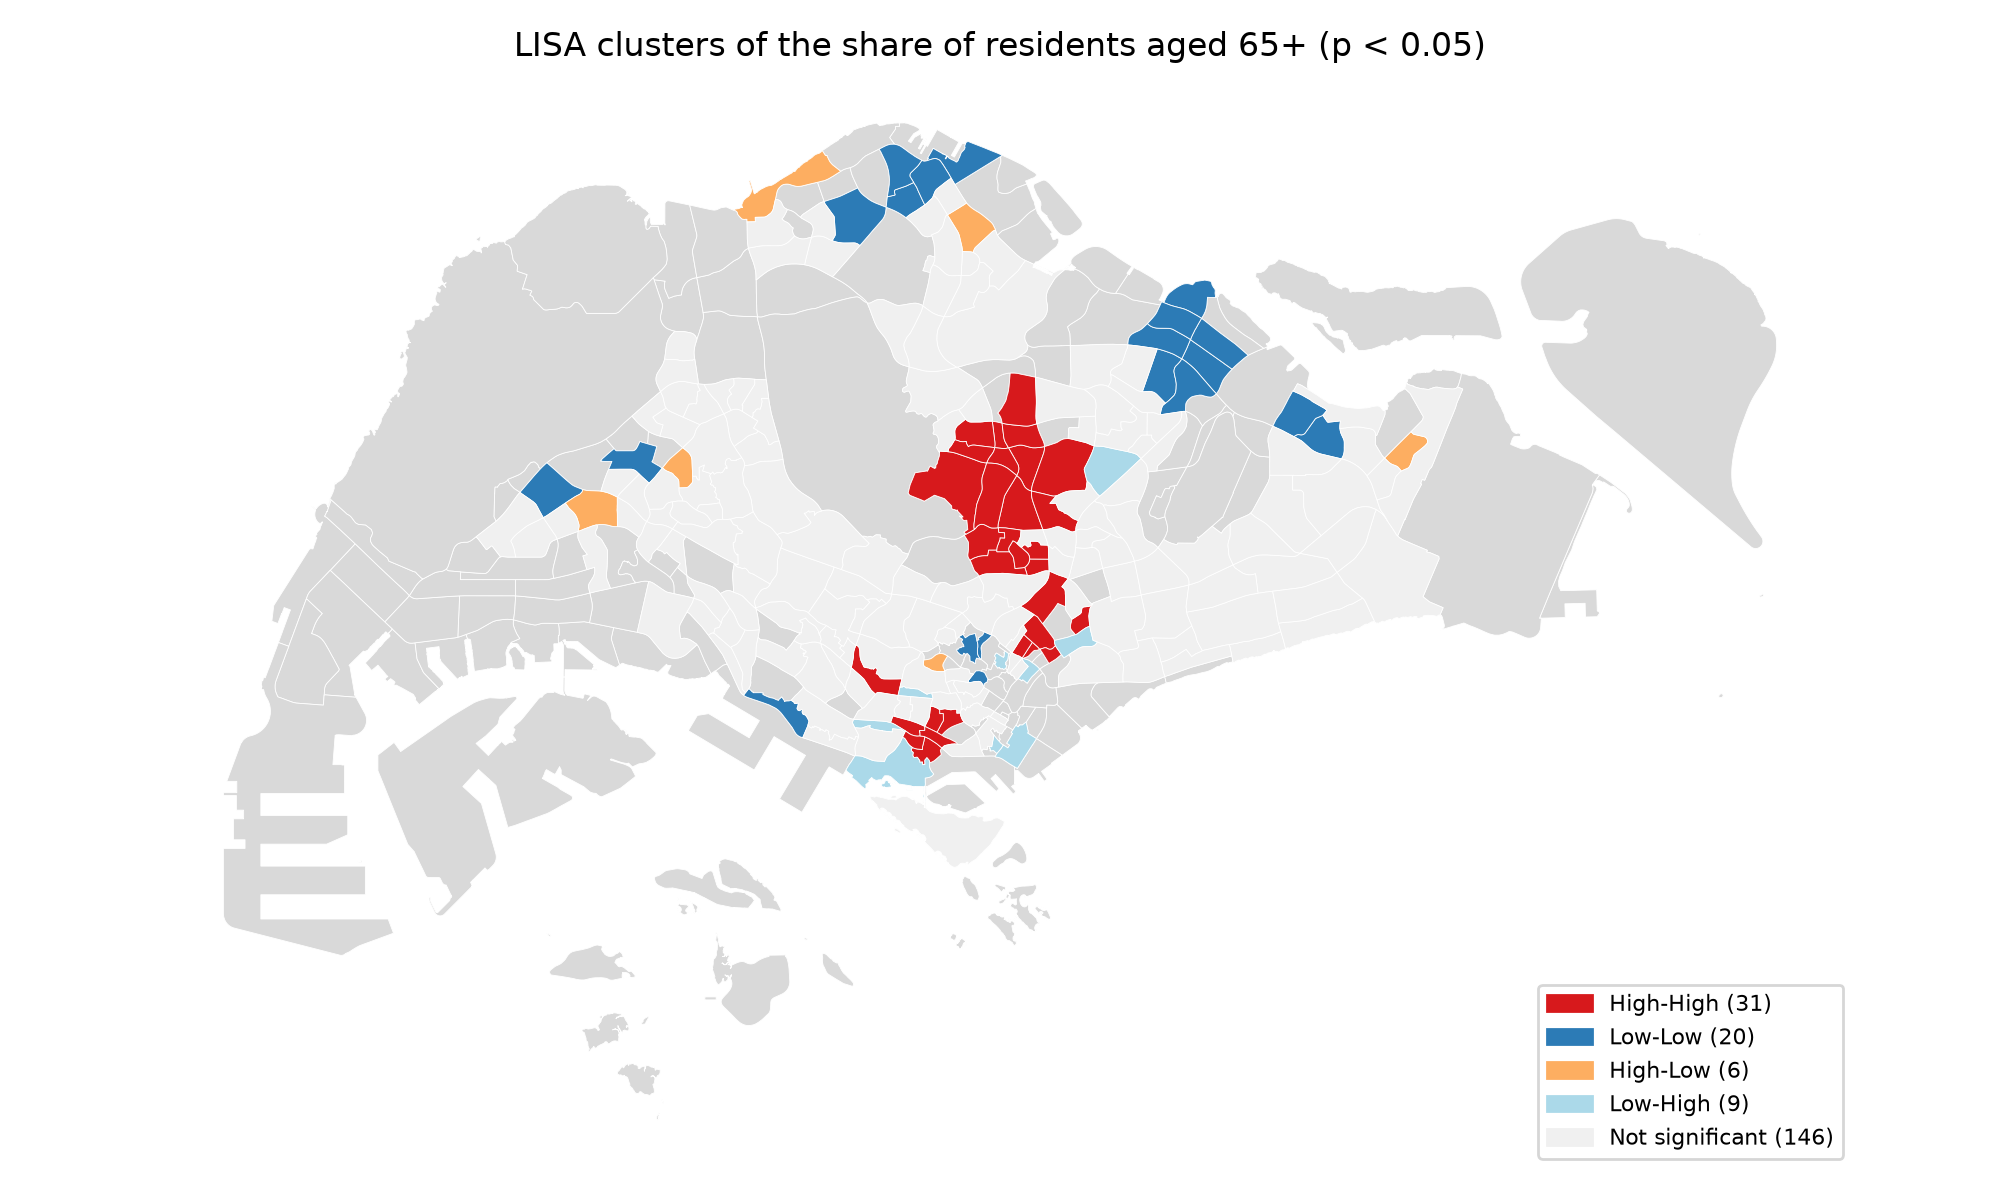 LISA clusters of the share of residents aged 65+ (p < 0.05)
High-High (31)
Low-Low (20)
High-Low (6)
Low-High (9)
Not significant (146)